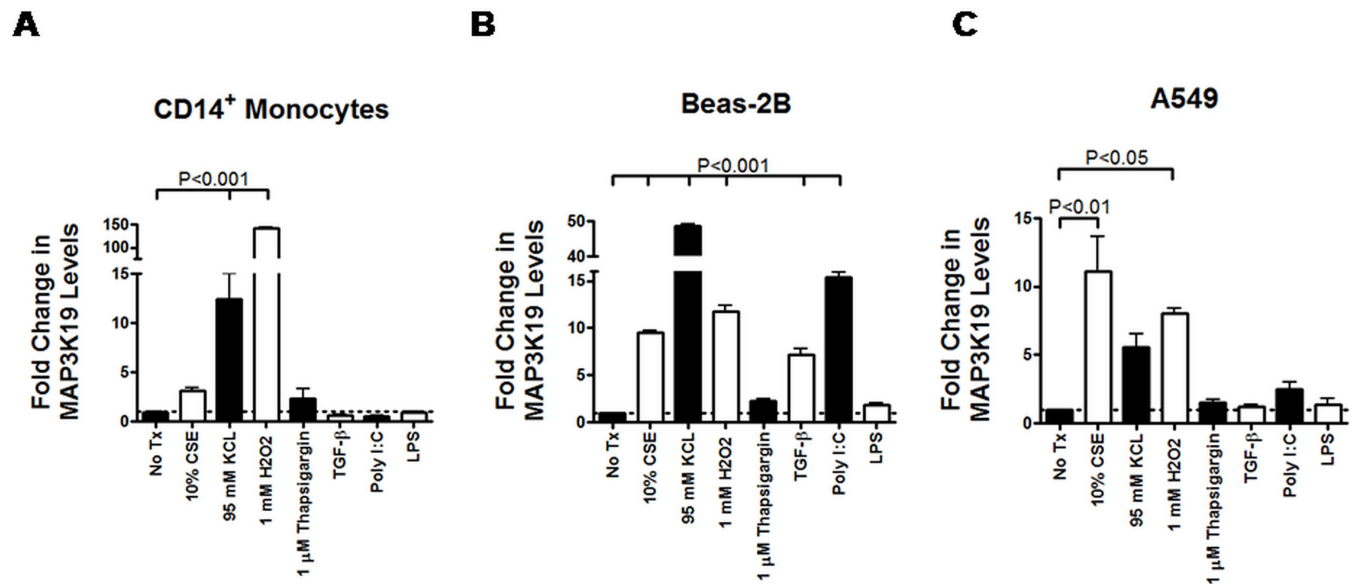 A
B
C
CD14+ Monocytes
Beas-2B
A549
P<0.001
P<0.001
P<0.05
P<0.01
Fold Change in
MAP3K19 Levels
150
100
15
10
5
0
No Tx
10% CSE
95 mM KCL
1 mM H2O2
1 µM Thapsigargin
TGF-β
Poly I:C
LPS
Fold Change in
MAP3K19 Levels
50
40
15
10
5
0
No Tx
10% CSE
95 mM KCL
1 mM H2O2
1 µM Thapsigargin
TGF-β
Poly I:C
LPS
Fold Change in
MAP3K19 Levels
15
10
5
0
No Tx
10% CSE
95 mM KCL
1 mM H2O2
1 µM Thapsigargin
TGF-β
Poly I:C
LPS